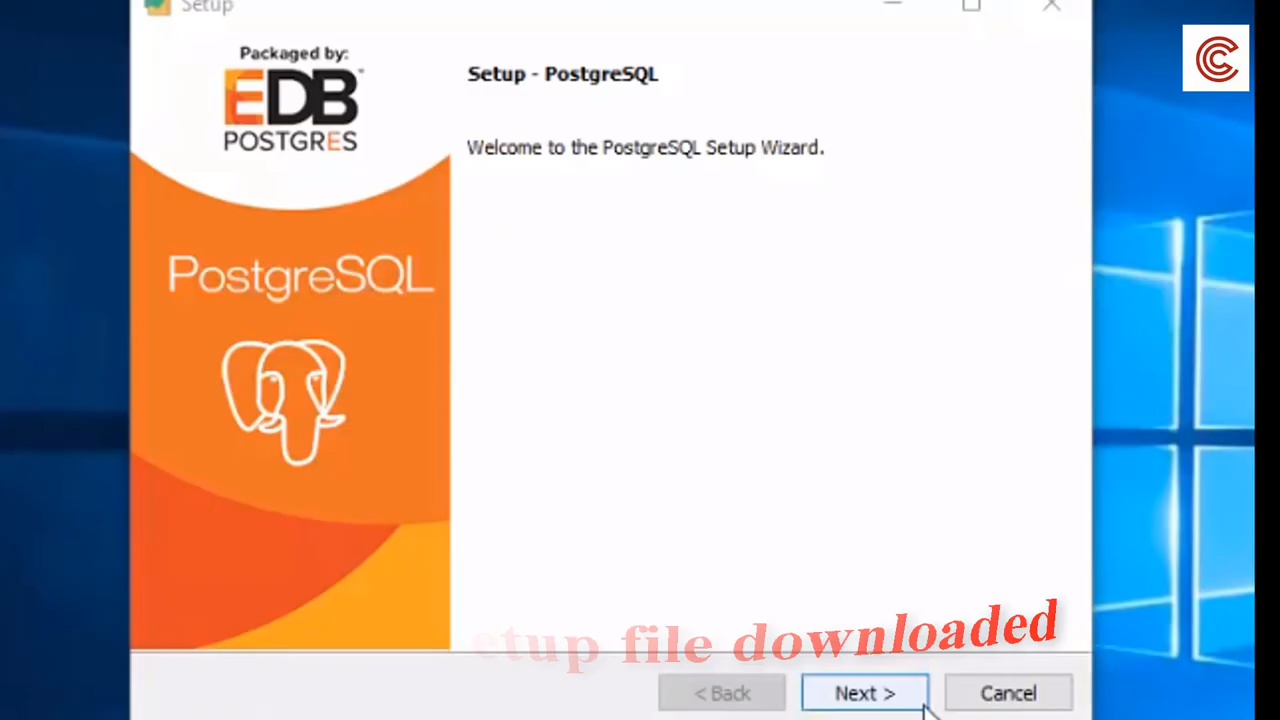 Setup
Packaged by:
EDB
POSTGRES
Setup - PostgreSQL
Welcome to the PostgreSQL Setup Wizard.
PostgreSQL
etup file downloaded
< Back
Next >
Cancel